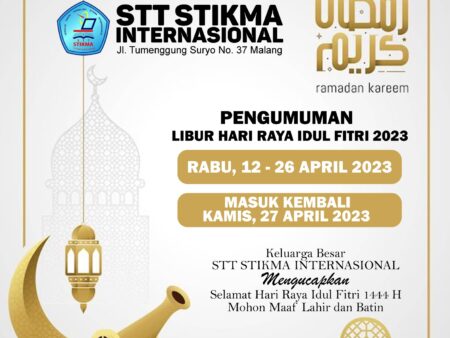 STT STIKMA
INTERNASIONAL
Jl. Tumenggung Suryo No. 37 Malang
STIKMA
رمضان
كريم
ramadan kareem
PENGUMUMAN
LIBUR HARI RAYA IDUL FITRI 2023
RABU, 12 - 26 APRIL 2023
MASUK KEMBALI
KAMIS, 27 APRIL 2023
Keluarga Besar
STT STIKMA INTERNASIONAL
Mengucapkan
Selamat Hari Raya Idul Fitri 1444 H
Mohon Maaf Lahir dan Batin